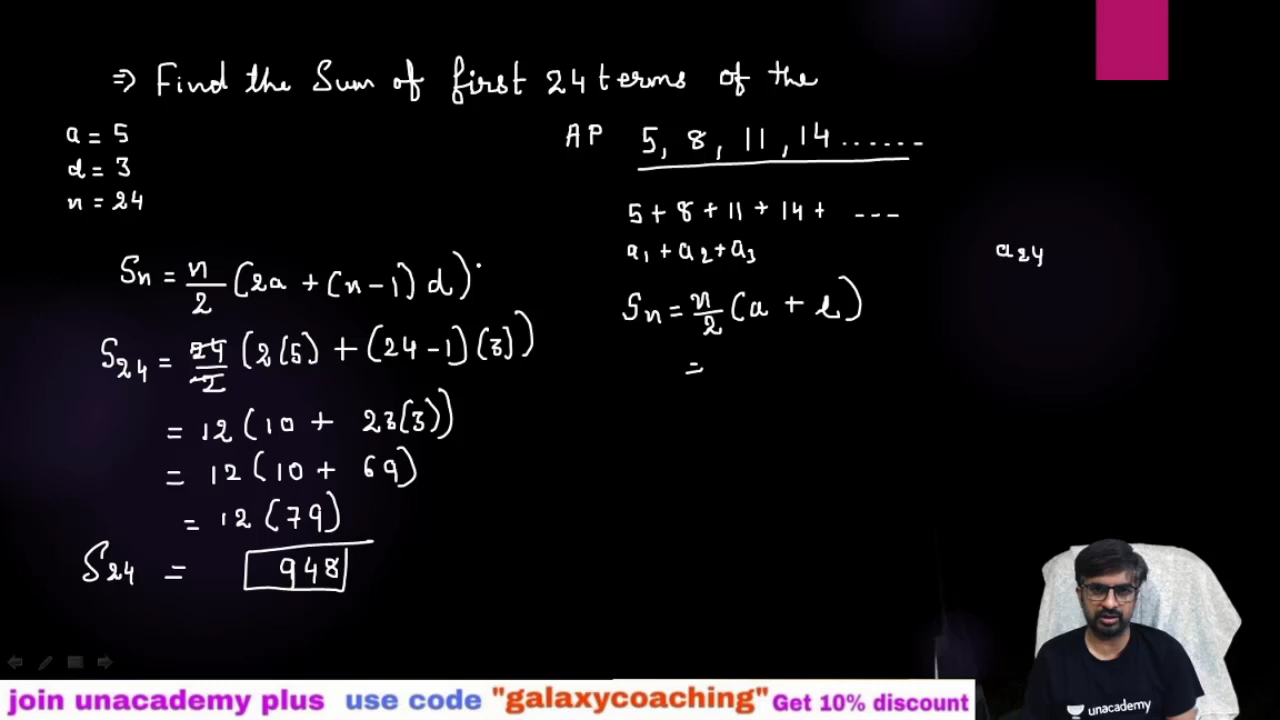 ⇒ Find the Sum of first 24 terms of the
AP 5, 8, 11, 14 ......
a = 5
d = 3
n = 24
5 + 8 + 11 + 14 + ---
a₁ + a₂ + a₃ a₂₄
Sn = n/2 (2a + (n-1) d)
S₂₄ = 24/2 (2(5) + (24-1)(3))
= 12 (10 + 23(3))
= 12 (10 + 69)
= 12 (79)
S₂₄ = 948
Sn = n/2 (a + l)
=
unacademy
join unacademy plus use code "galaxycoaching" Get 10% discount